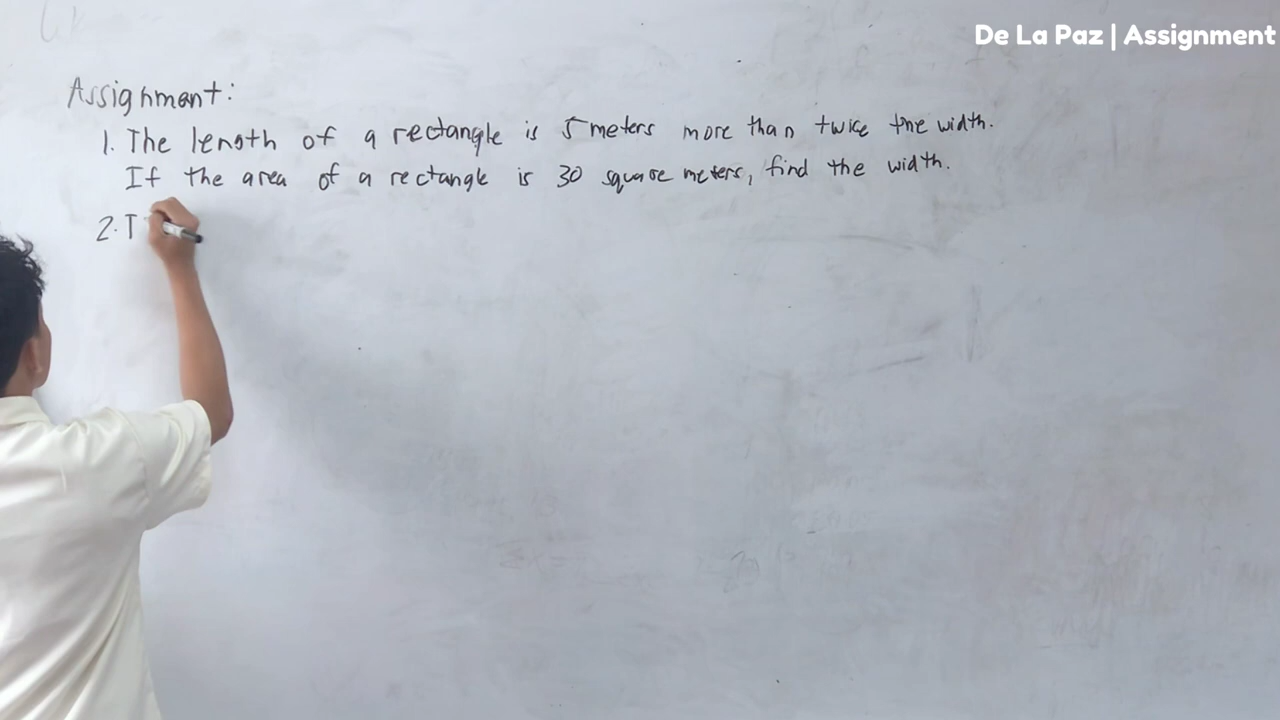 De La Paz | Assignment
Assignment:
1. The length of a rectangle is 5 meters more than twice the width.
If the area of a rectangle is 30 square meters, find the width.
2. T